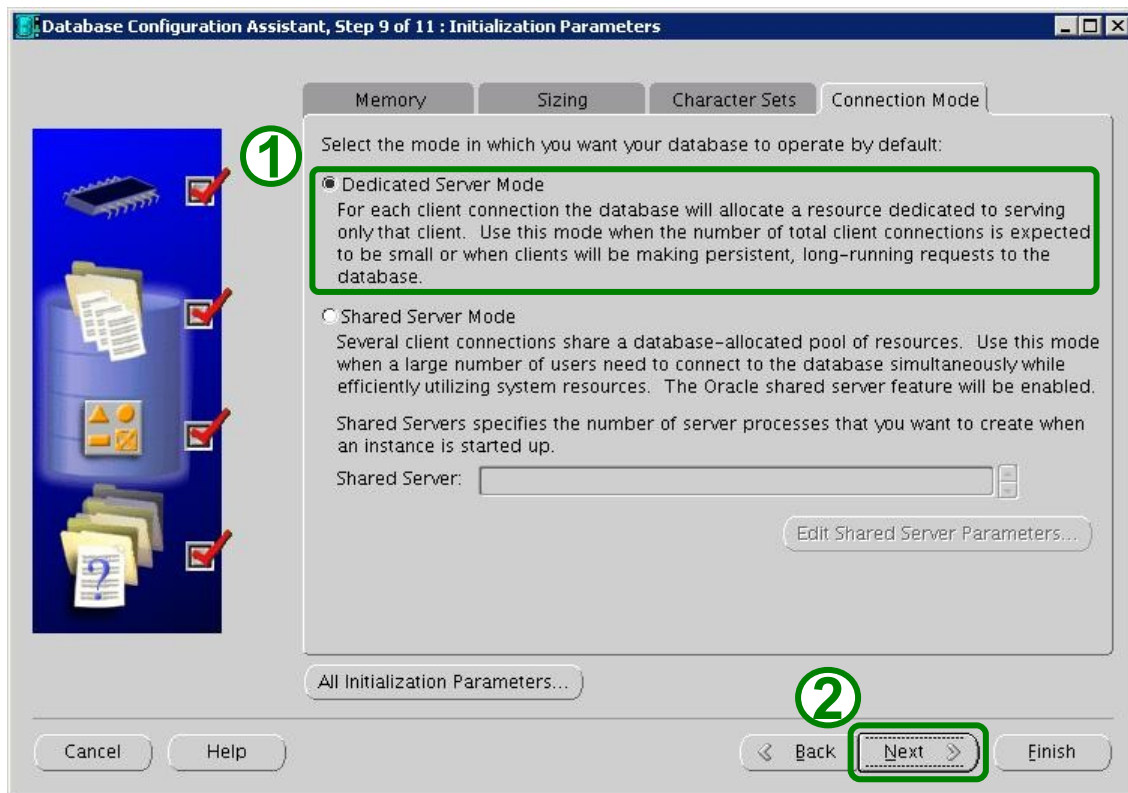 Database Configuration Assistant, Step 9 of 11 : Initialization Parameters
Memory
Sizing
Character Sets
Connection Mode
1
Select the mode in which you want your database to operate by default:
Dedicated Server Mode
For each client connection the database will allocate a resource dedicated to serving
only that client. Use this mode when the number of total client connections is expected
to be small or when clients will be making persistent, long-running requests to the
database.
Shared Server Mode
Several client connections share a database-allocated pool of resources. Use this mode
when a large number of users need to connect to the database simultaneously while
efficiently utilizing system resources. The Oracle shared server feature will be enabled.
Shared Servers specifies the number of server processes that you want to create when
an instance is started up.
Shared Server:
Edit Shared Server Parameters...
?
All Initialization Parameters...
2
Cancel
Help
Back
Next
Finish